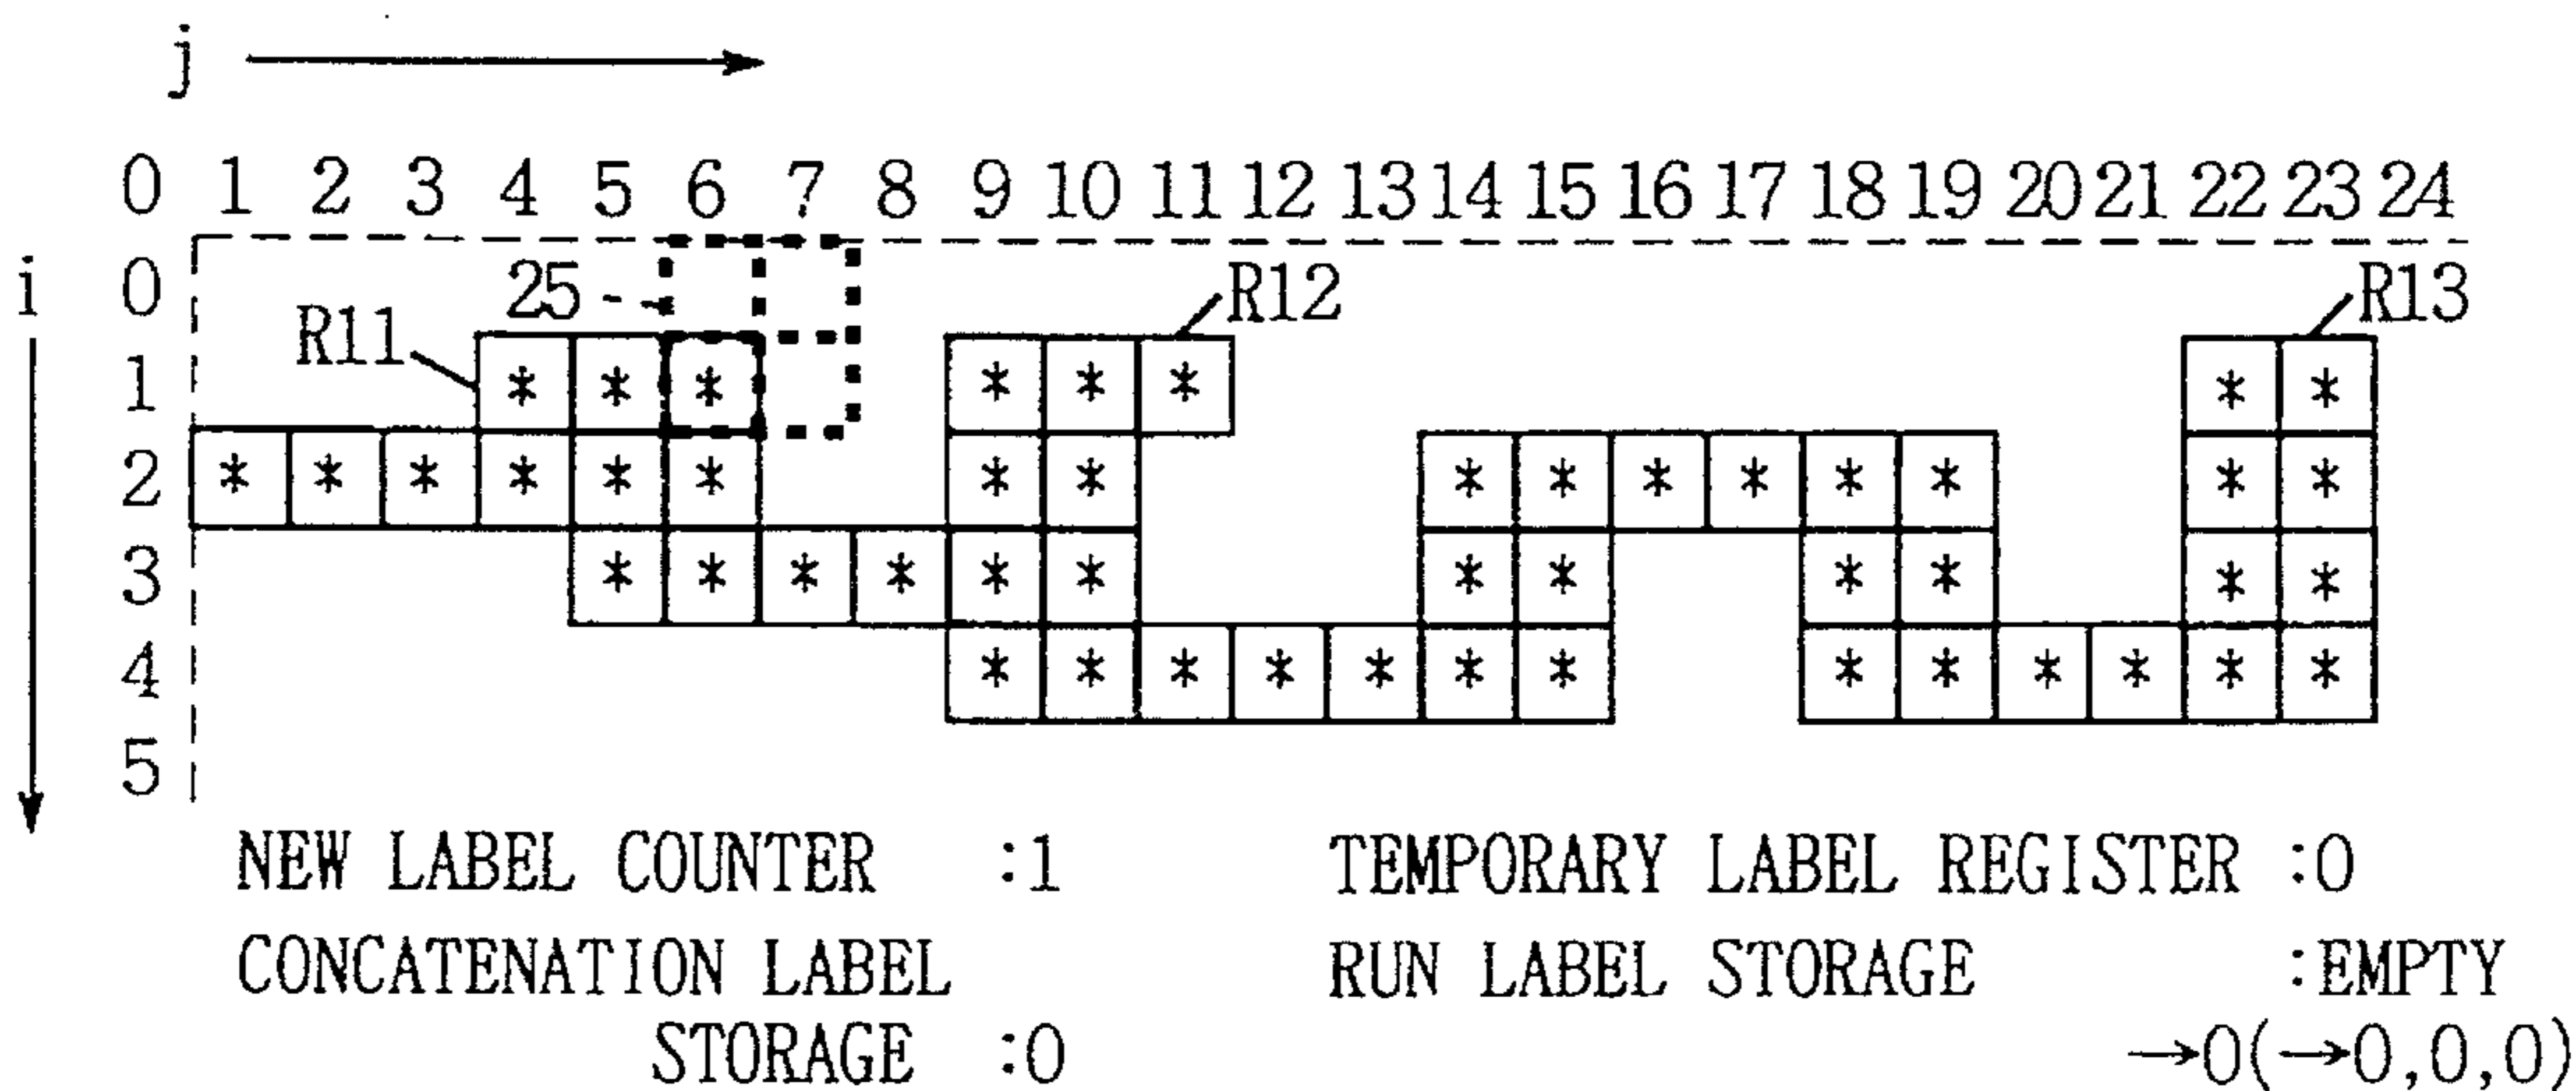 j
0 1 2 3 4 5 6 7 8 9 10 11 12 13 14 15 16 17 18 19 20 21 22 23 24
i 0 25 R12 R13
R11
1 * * * * * * * *
2 * * * * * * * * * * * * * * * *
3 * * * * * * * * * * * *
4 * * * * * * * * * * * * *
5
NEW LABEL COUNTER :1 TEMPORARY LABEL REGISTER :0
CONCATENATION LABEL RUN LABEL STORAGE :EMPTY
STORAGE :0 →0(→0,0,0)